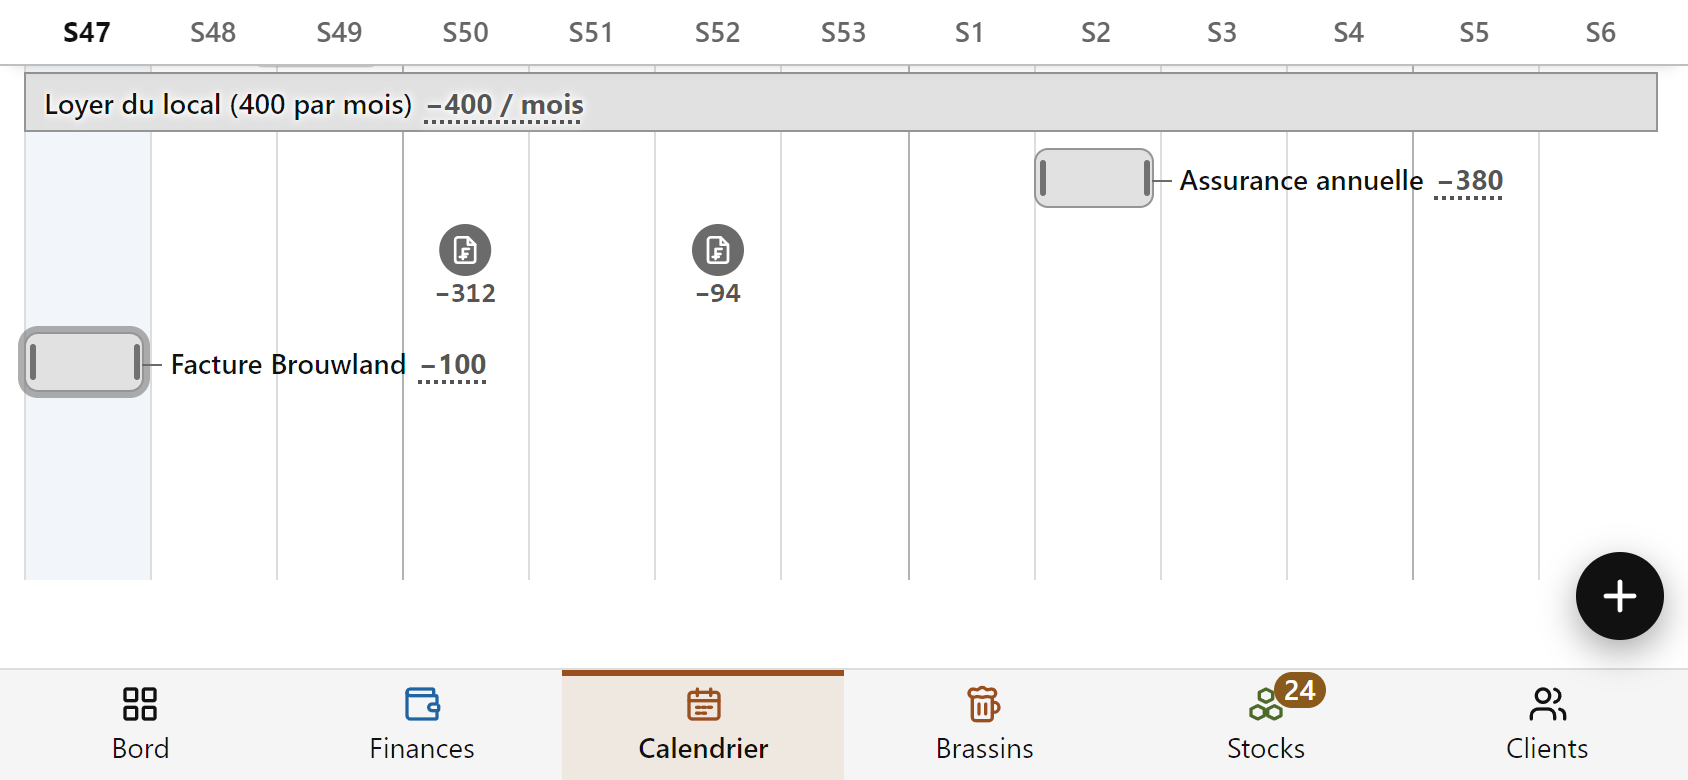 S47 S48 S49 S50 S51 S52 S53 S1 S2 S3 S4 S5 S6
Loyer du local (400 par mois) −400 / mois
Assurance annuelle −380
−312 −94
Facture Brouwland −100
24
Bord Finances Calendrier Brassins Stocks Clients